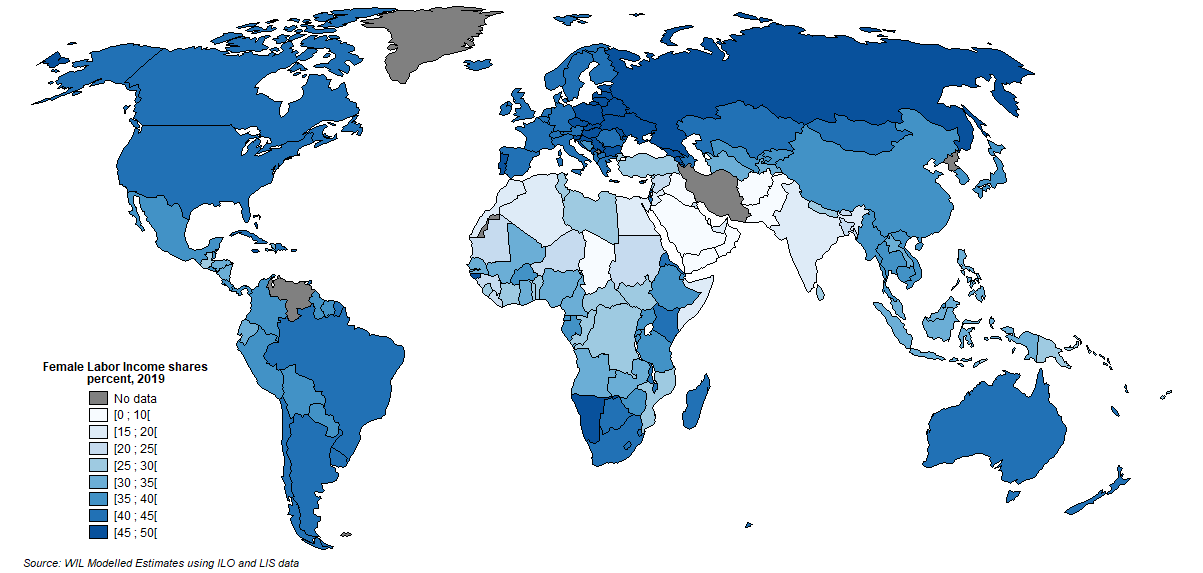 Female Labor Income shares
percent, 2019
No data
[0 ; 10[
[15 ; 20[
[20 ; 25[
[25 ; 30[
[30 ; 35[
[35 ; 40[
[40 ; 45[
[45 ; 50[
Source: WIL Modelled Estimates using ILO and LIS data